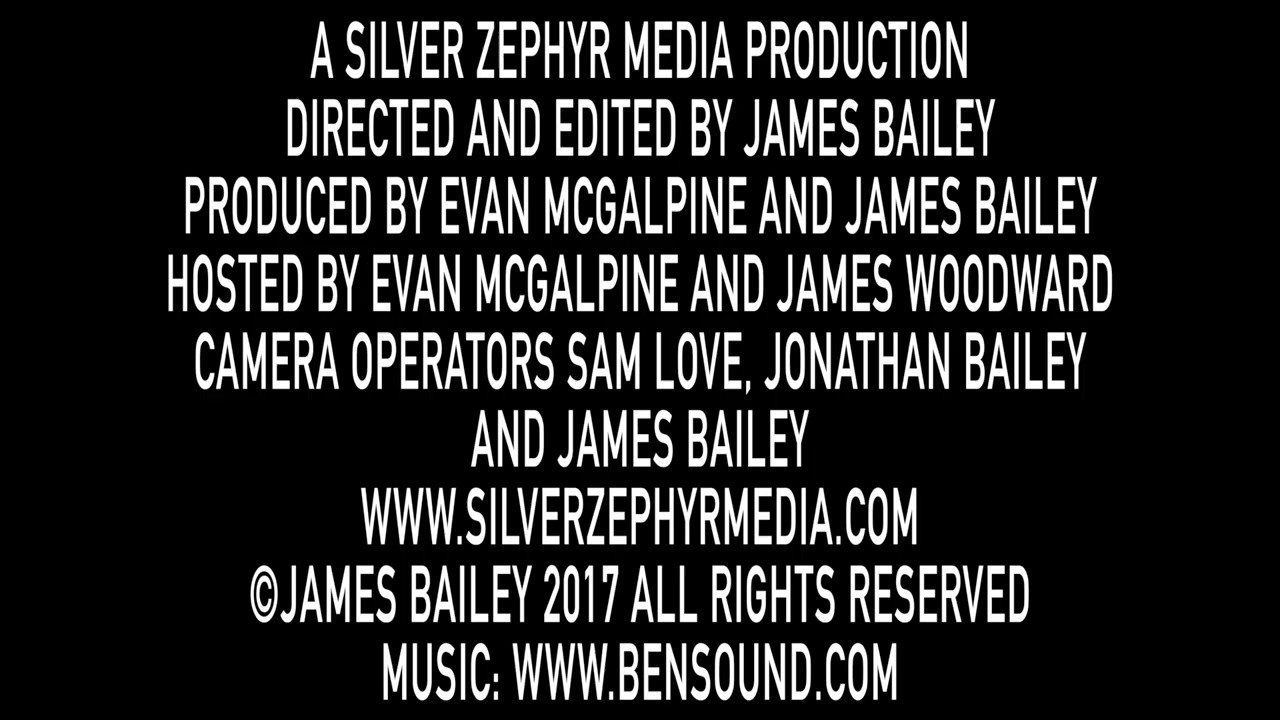 A SILVER ZEPHYR MEDIA PRODUCTION
DIRECTED AND EDITED BY JAMES BAILEY
PRODUCED BY EVAN MCGALPINE AND JAMES BAILEY
HOSTED BY EVAN MCGALPINE AND JAMES WOODWARD
CAMERA OPERATORS SAM LOVE, JONATHAN BAILEY
AND JAMES BAILEY
WWW.SILVERZEPHYRMEDIA.COM
©JAMES BAILEY 2017 ALL RIGHTS RESERVED
MUSIC: WWW.BENSOUND.COM